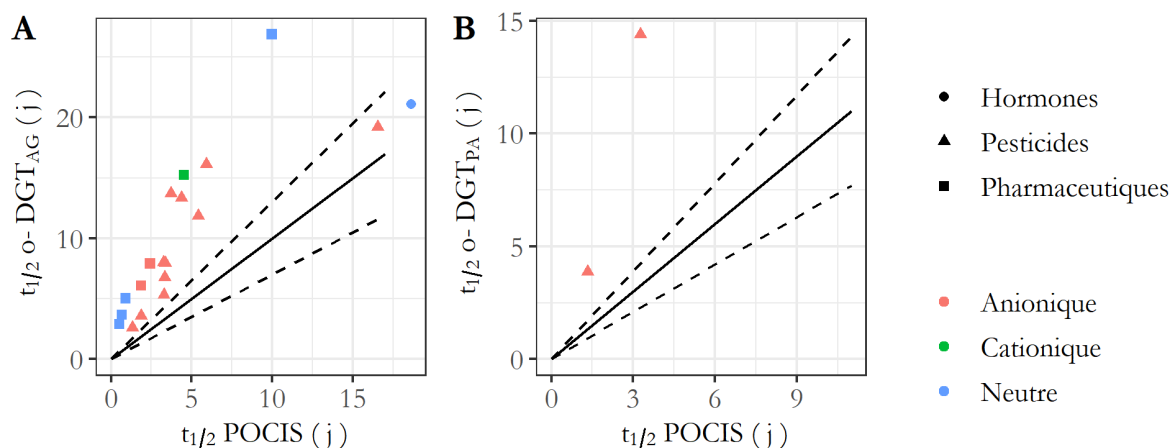 A
t1/2 o- DGTAG ( j )
20
10
0
0
5
10
15
t1/2 POCIS ( j )
B
t1/2 o- DGTPA ( j )
15
10
5
0
0
3
6
9
t1/2 POCIS ( j )
Hormones
Pesticides
Pharmaceutiques
Anionique
Cationique
Neutre